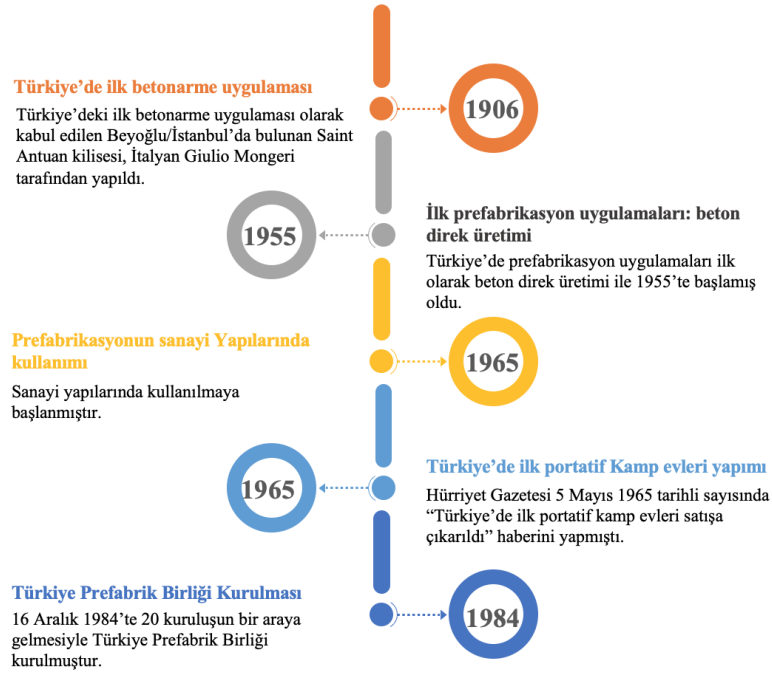 Türkiye’de ilk betonarme uygulaması
Türkiye’deki ilk betonarme uygulaması olarak
kabul edilen Beyoğlu/İstanbul’da bulunan Saint
Antuan kilisesi, İtalyan Giulio Mongeri
tarafından yapıldı.
1906
1955
İlk prefabrikasyon uygulamaları: beton
direk üretimi
Türkiye’de prefabrikasyon uygulamaları ilk
olarak beton direk üretimi ile 1955’te başlamış
oldu.
Prefabrikasyonun sanayi Yapılarında
kullanımı
Sanayi yapılarında kullanılmaya
başlanmıştır.
1965
1965
Türkiye’de ilk portatif Kamp evleri yapımı
Hürriyet Gazetesi 5 Mayıs 1965 tarihli sayısında
“Türkiye’de ilk portatif kamp evleri satışa
çıkarıldı” haberini yapmıştı.
Türkiye Prefabrik Birliği Kurulması
16 Aralık 1984’te 20 kuruluşun bir araya
gelmesiyle Türkiye Prefabrik Birliği
kurulmuştur.
1984